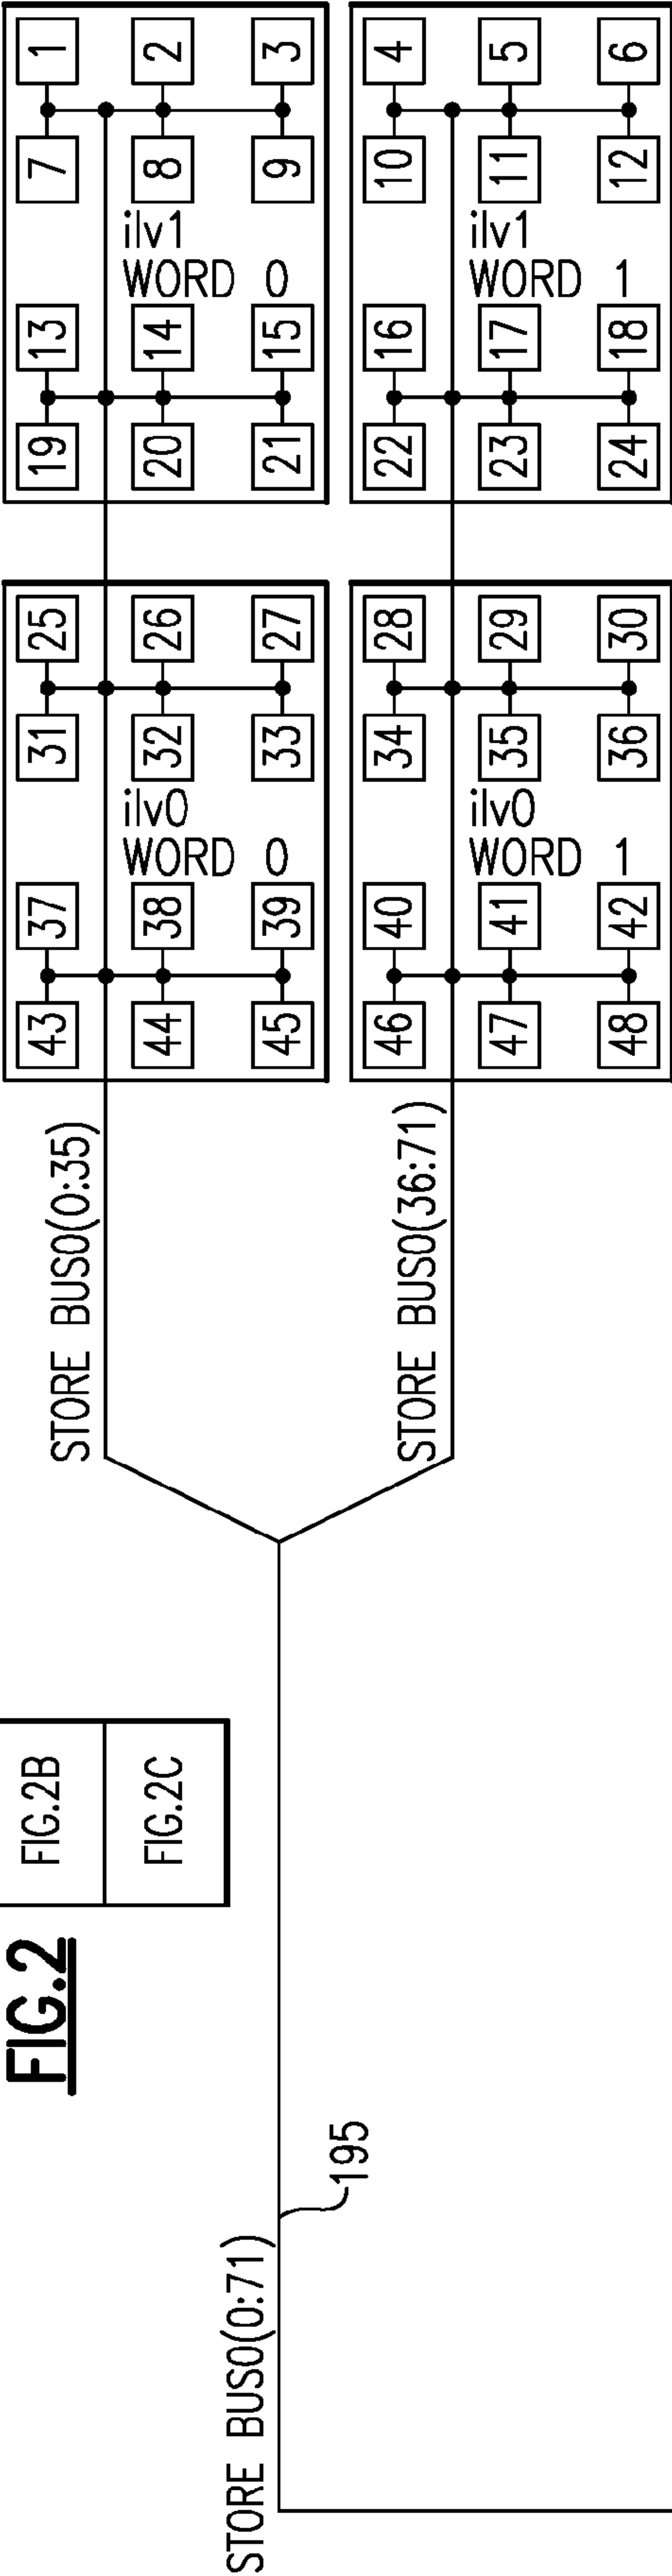 FIG.2
FIG.2B
FIG.2C
STORE BUS0(0:71)
195
STORE BUS0(0:35)
STORE BUS0(36:71)
43 37 31 25 19 13 7 1
44 38 32 26 20 14 8 2
45 39 33 27 21 15 9 3
ilv0
WORD 0
ilv1
WORD 0
46 40 34 28 22 16 10 4
47 41 35 29 23 17 11 5
48 42 36 30 24 18 12 6
ilv0
WORD 1
ilv1
WORD 1